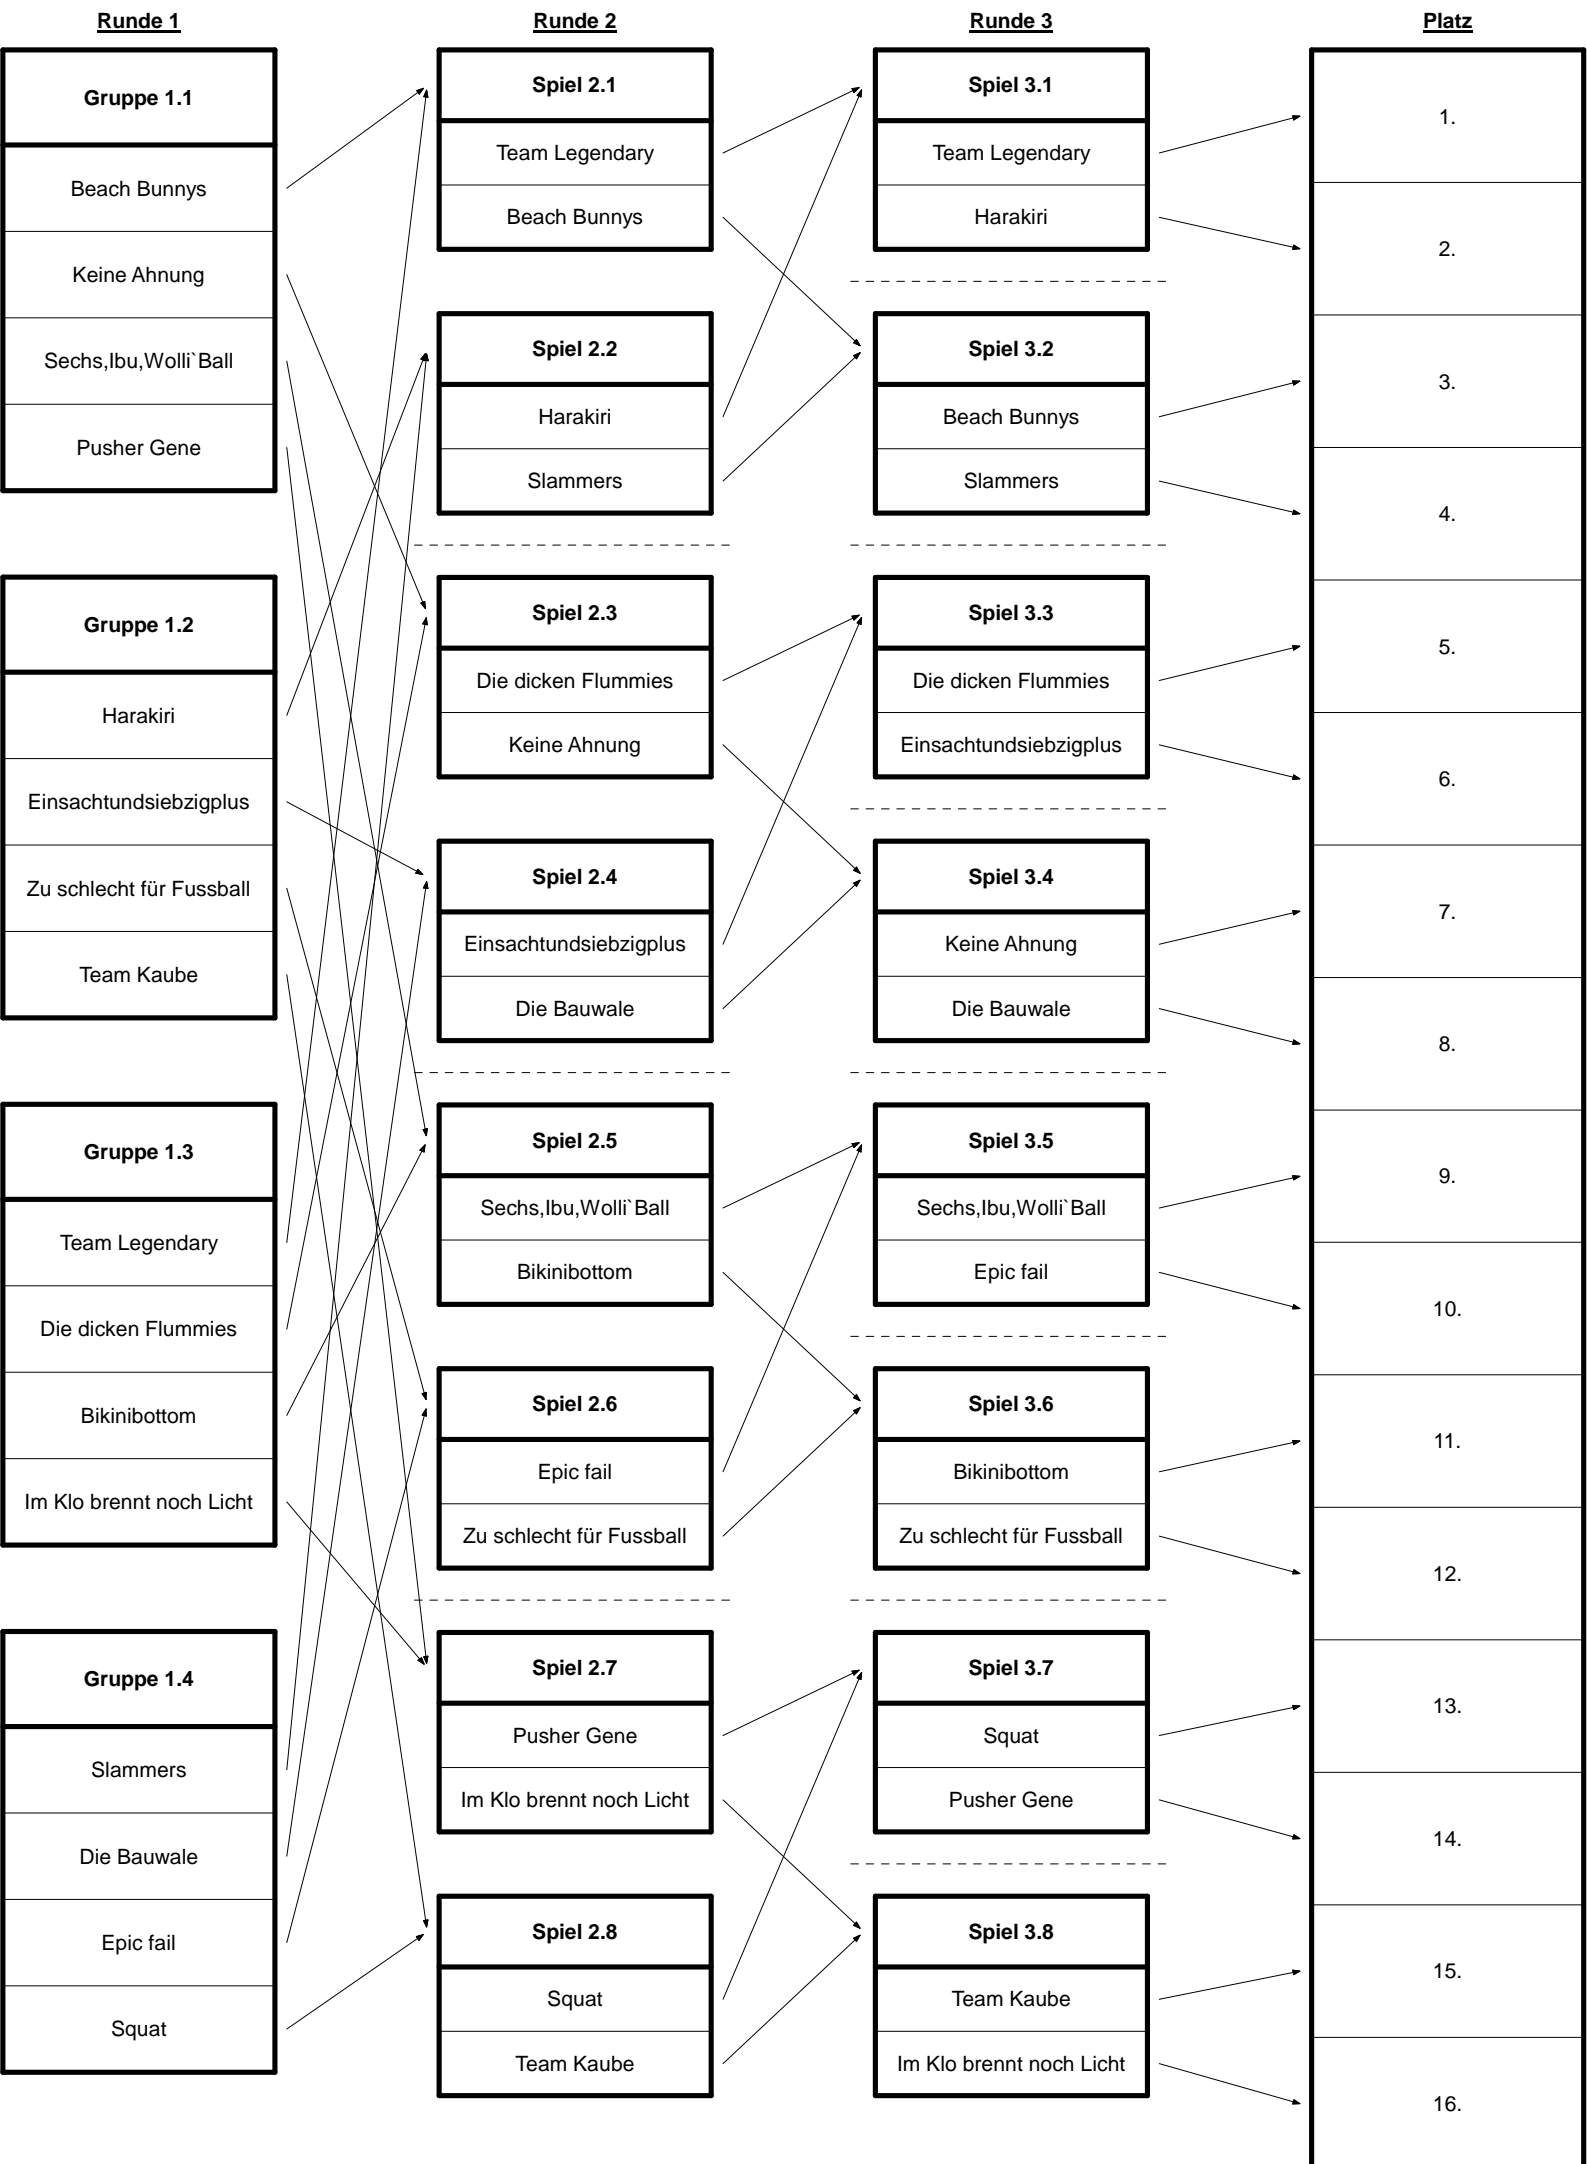 Runde 1
Runde 2
Runde 3
Platz
Gruppe 1.1
Beach Bunnys
Keine Ahnung
Sechs,Ibu,Wolli`Ball
Pusher Gene
Gruppe 1.2
Harakiri
Einsachtundsiebzigplus
Zu schlecht für Fussball
Team Kaube
Gruppe 1.3
Team Legendary
Die dicken Flummies
Bikinibottom
Im Klo brennt noch Licht
Gruppe 1.4
Slammers
Die Bauwale
Epic fail
Squat
Spiel 2.1
Team Legendary
Beach Bunnys
Spiel 2.2
Harakiri
Slammers
Spiel 2.3
Die dicken Flummies
Keine Ahnung
Spiel 2.4
Einsachtundsiebzigplus
Die Bauwale
Spiel 2.5
Sechs,Ibu,Wolli`Ball
Bikinibottom
Spiel 2.6
Epic fail
Zu schlecht für Fussball
Spiel 2.7
Pusher Gene
Im Klo brennt noch Licht
Spiel 2.8
Squat
Team Kaube
Spiel 3.1
Team Legendary
Harakiri
Spiel 3.2
Beach Bunnys
Slammers
Spiel 3.3
Die dicken Flummies
Einsachtundsiebzigplus
Spiel 3.4
Keine Ahnung
Die Bauwale
Spiel 3.5
Sechs,Ibu,Wolli`Ball
Epic fail
Spiel 3.6
Bikinibottom
Zu schlecht für Fussball
Spiel 3.7
Squat
Pusher Gene
Spiel 3.8
Team Kaube
Im Klo brennt noch Licht
1.
2.
3.
4.
5.
6.
7.
8.
9.
10.
11.
12.
13.
14.
15.
16.